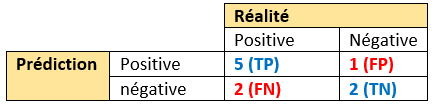 Réalité
Positive Négative
Prédiction Positive 5 (TP) 1 (FP)
négative 2 (FN) 2 (TN)